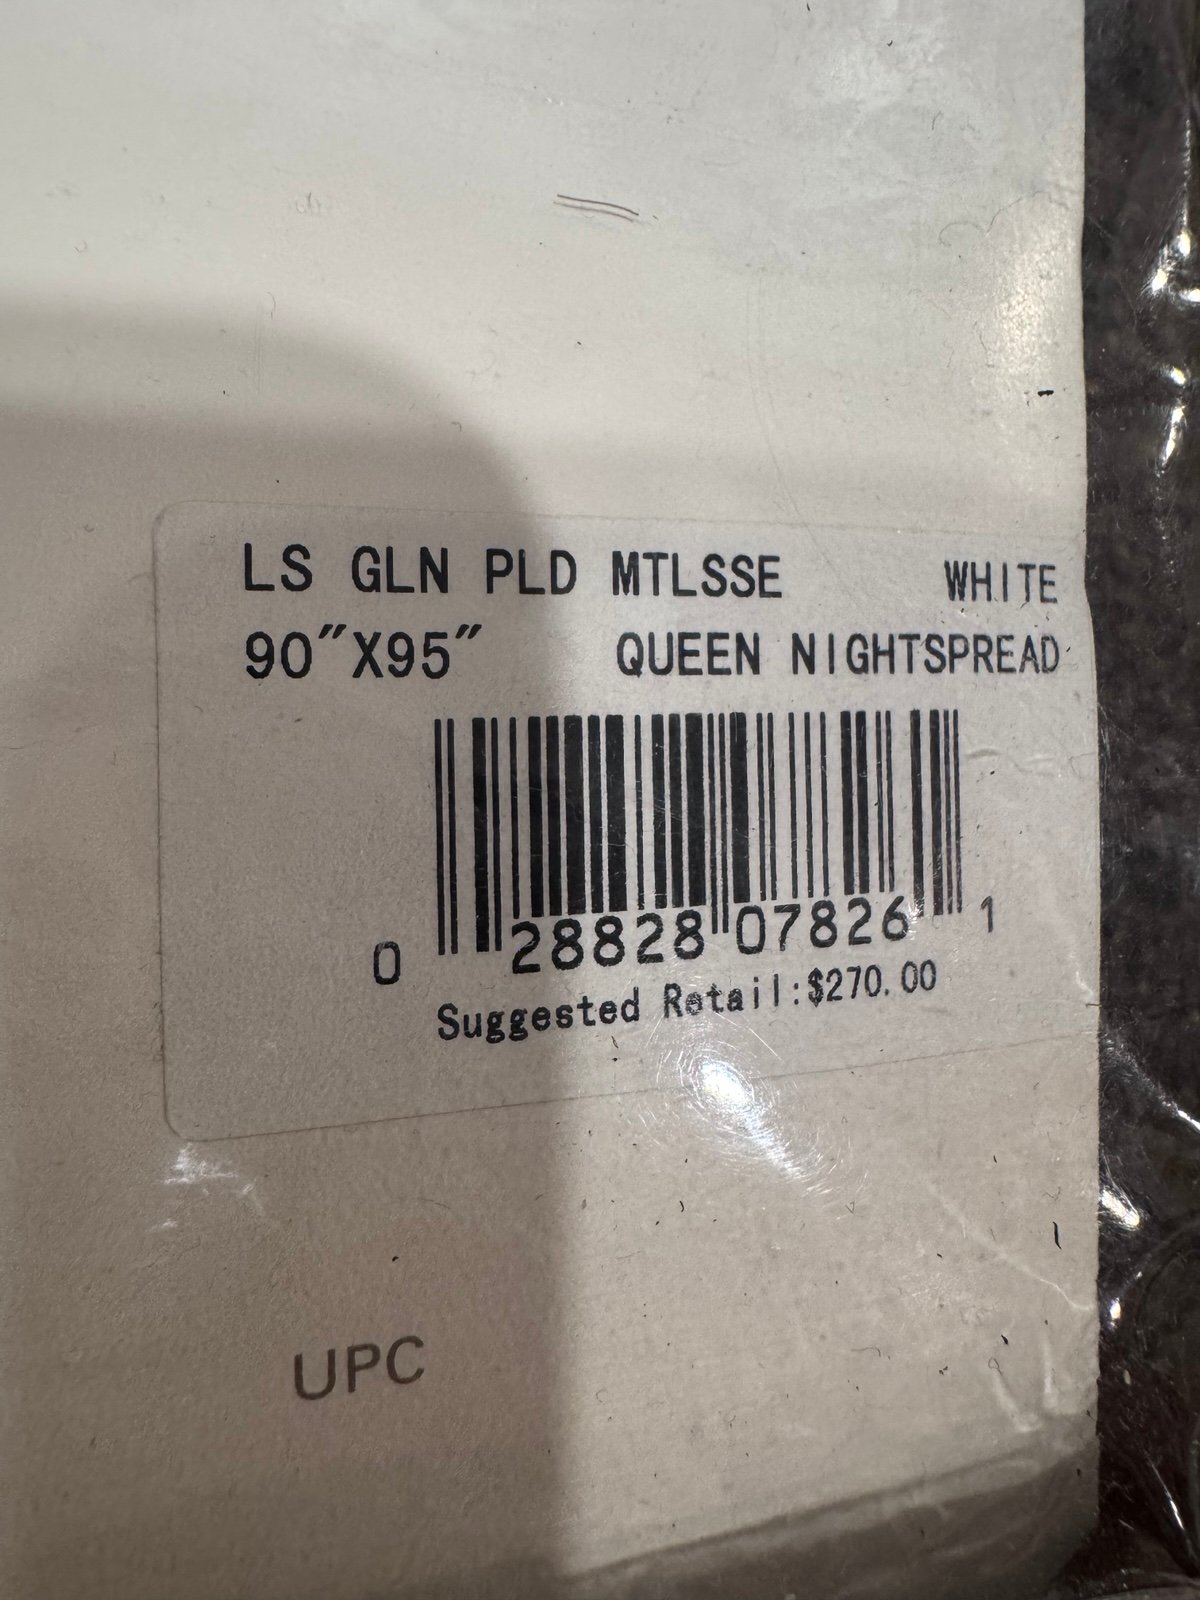 LS GLN PLD MTLSSE WHITE
90"X95" QUEEN NIGHTSPREAD
0 28828 07826 1
Suggested Retail:$270.00
UPC